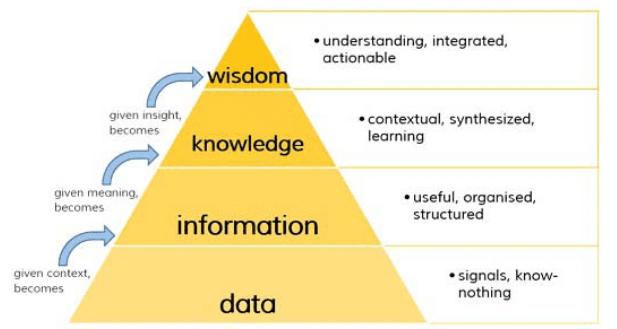 • understanding, integrated,
actionable
wisdom
given insight,
becomes
• contextual, synthesized,
learning
knowledge
given meaning,
becomes
• useful, organised,
structured
information
given context,
becomes
• signals, know-
nothing
data